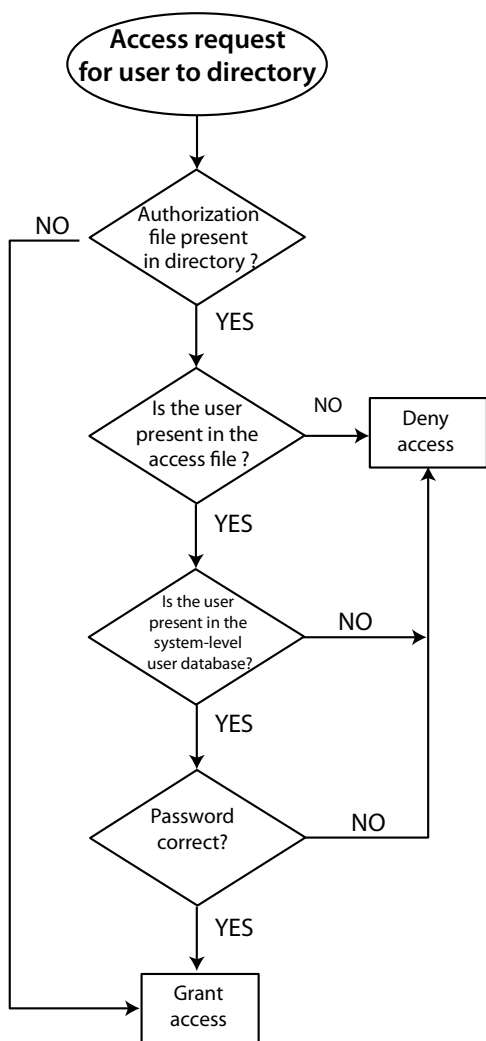 Access request
for user to directory
NO
Authorization
file present
in directory ?
YES
Is the user
present in the
access file ?
NO
Deny
access
YES
Is the user
present in the
system-level
user database?
NO
YES
Password
correct?
NO
YES
Grant
access